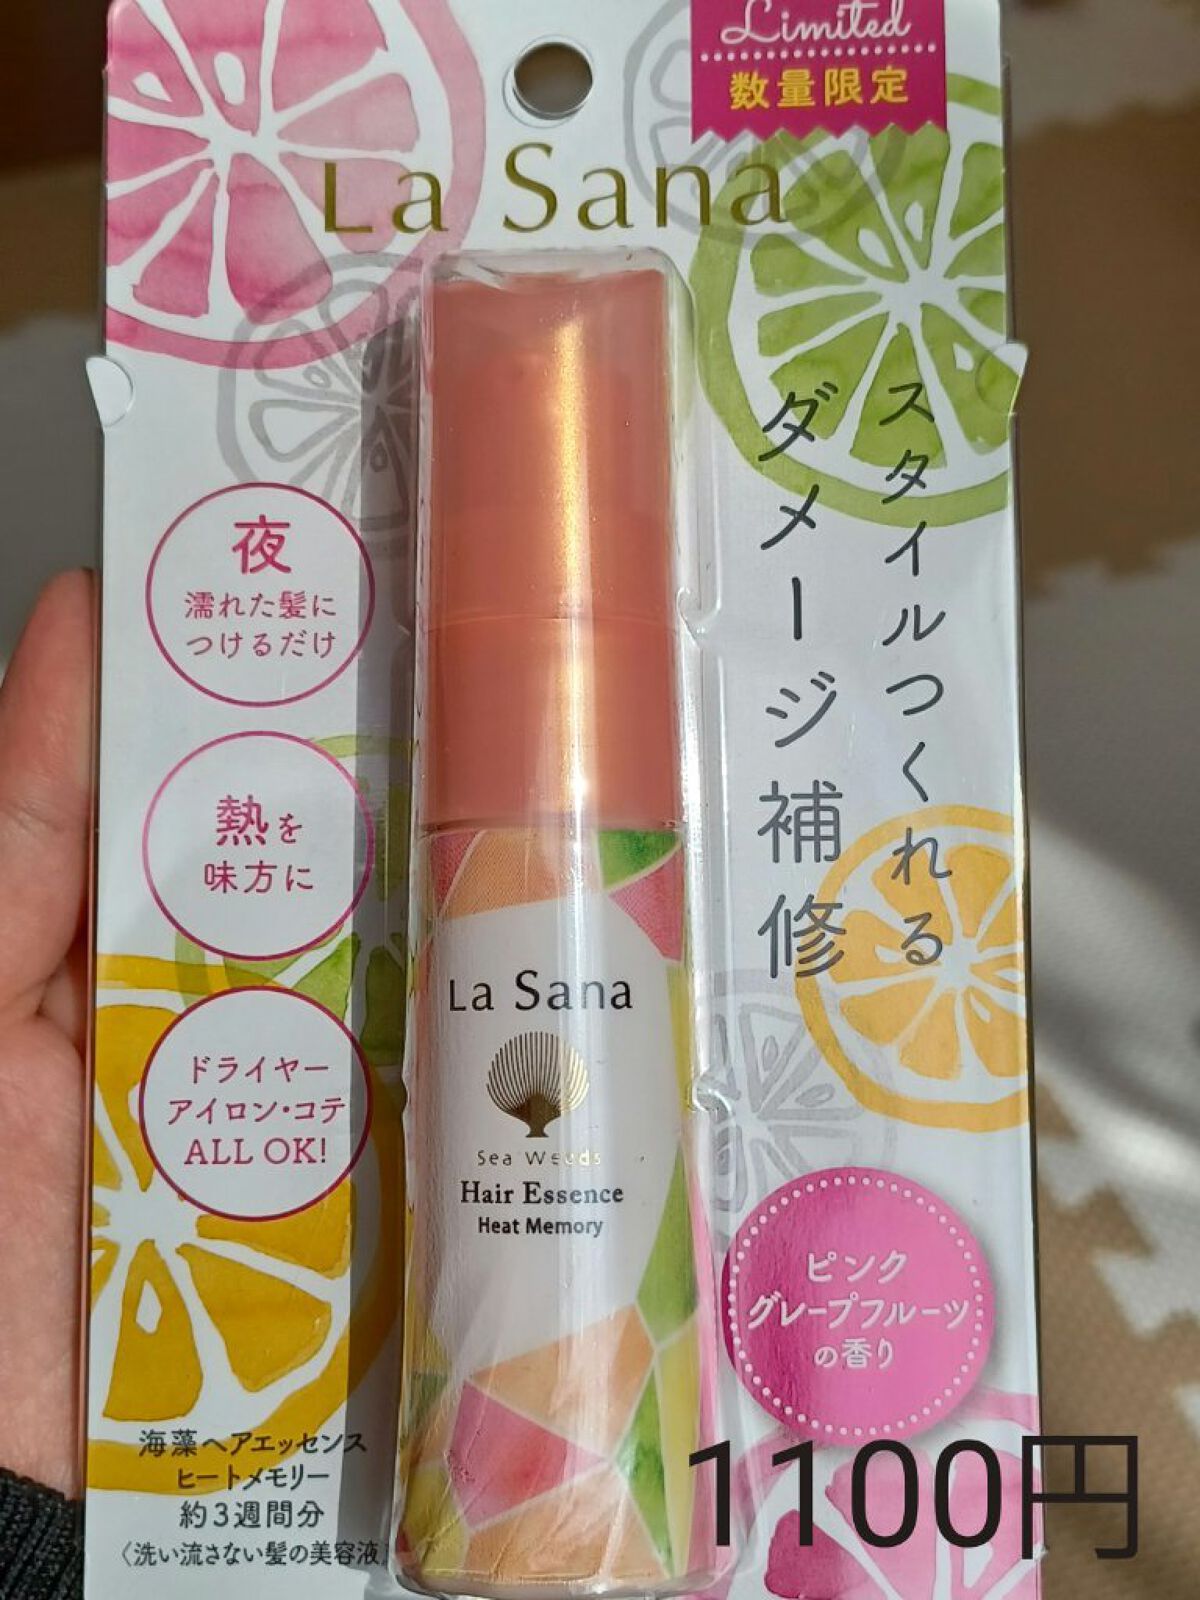 Limited
数量限定
La Sana
スタイルつくれる
ダメージ補修
夜
濡れた髪に
つけるだけ
熱を
味方に
ドライヤー
アイロン・コテ
ALL OK!
La Sana
Sea Weeds
Hair Essence
Heat Memory
ピンク
グレープフルーツ
の香り
海藻ヘアエッセンス
ヒートメモリー
約3週間分
〈洗い流さない髪の美容液〉
1100円